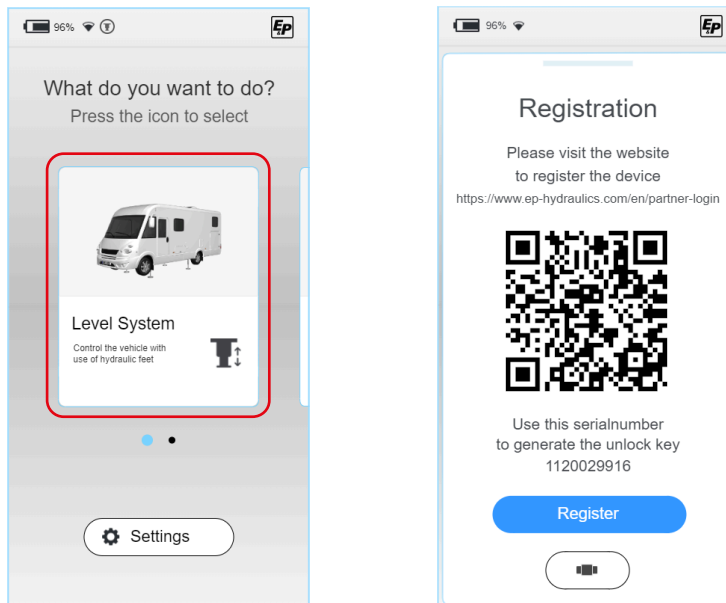 96%
E&P
What do you want to do?
Press the icon to select
Level System
Control the vehicle with
use of hydraulic feet
Settings
96%
E&P
Registration
Please visit the website
to register the device
https://www.ep-hydraulics.com/en/partner-login
Use this serialnumber
to generate the unlock key
1120029916
Register